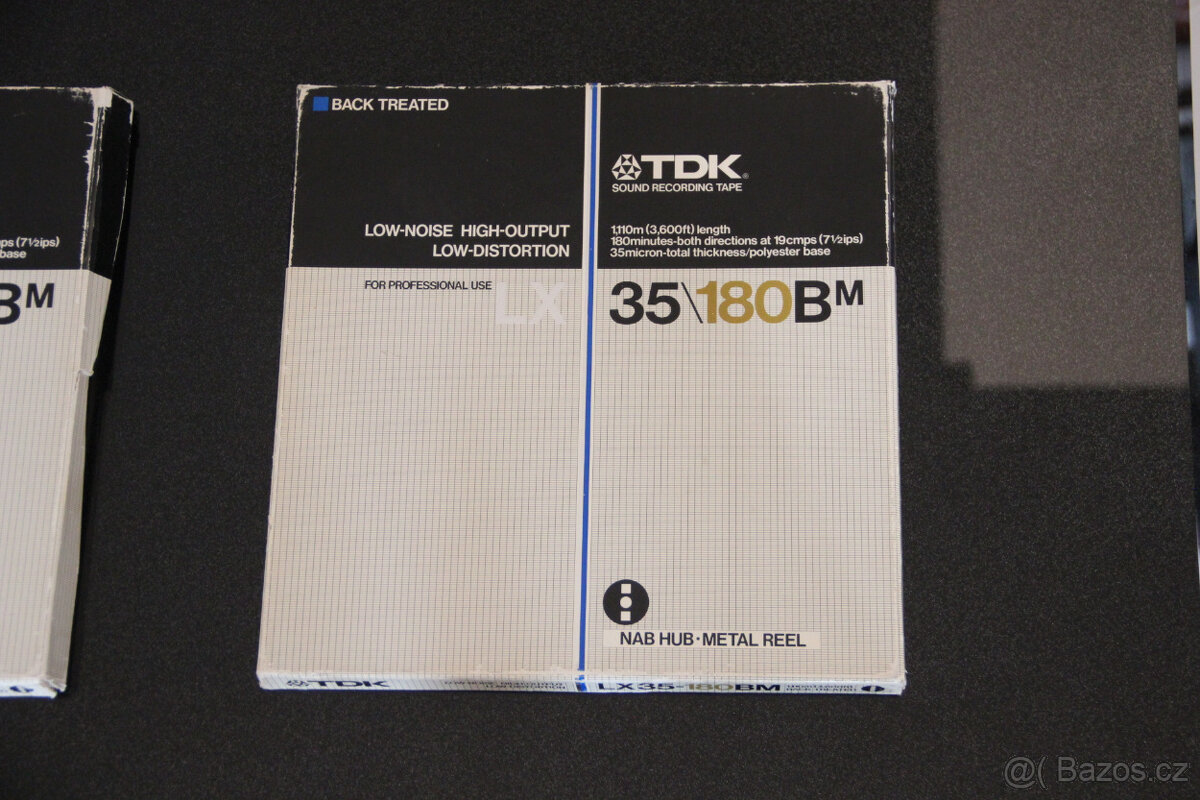 BACK TREATED
TDK®
SOUND RECORDING TAPE
LOW-NOISE HIGH-OUTPUT
LOW-DISTORTION
1,110m (3,600ft) length
180minutes-both directions at 19cmps (7½ips)
35micron-total thickness/polyester base
FOR PROFESSIONAL USE
LX
35\180BM
NAB HUB·METAL REEL
TDK
LX35-180BM
mps (7½ips)
base
BM
@( Bazos.cz